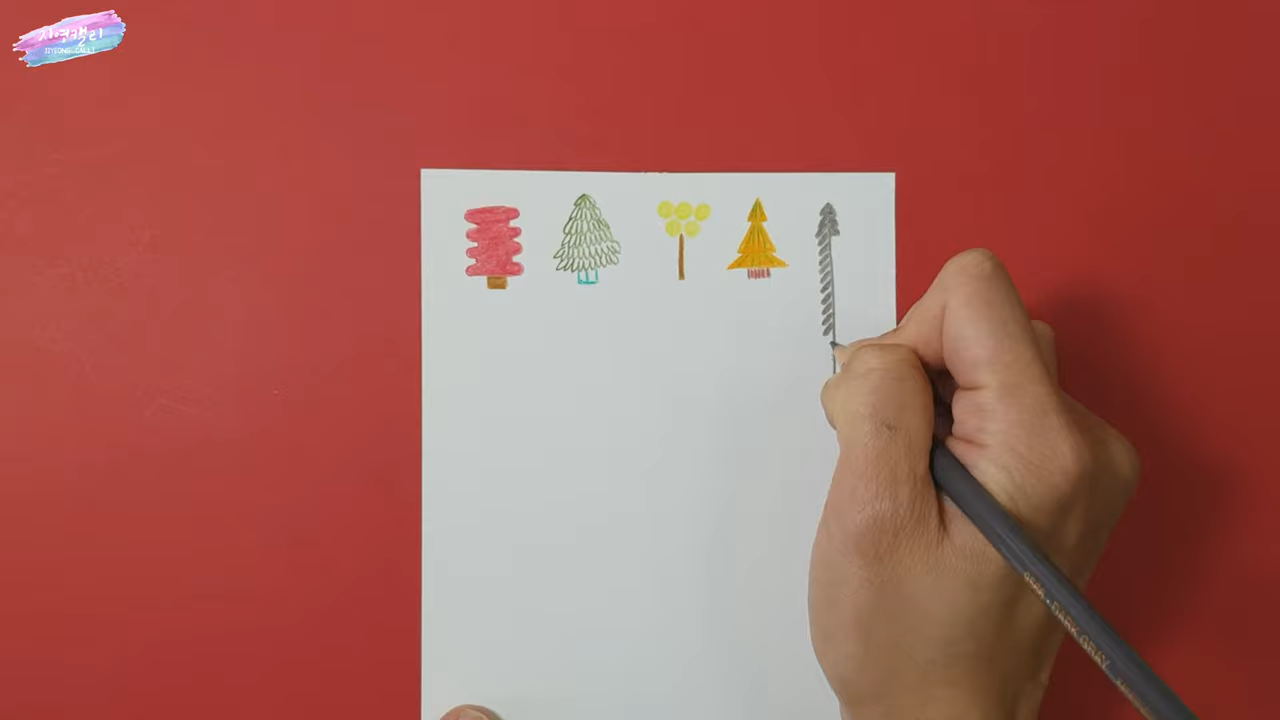 지영캘리
JIYEONG CALLI
DARK GRAY